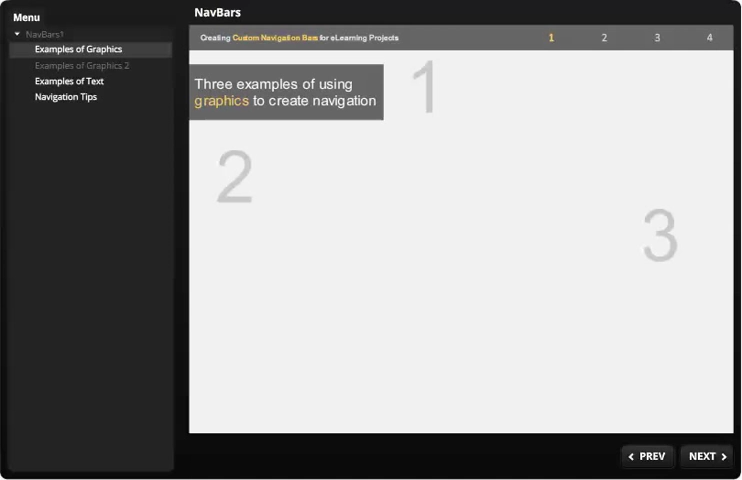 Menu
NavBars1
Examples of Graphics
Examples of Graphics 2
Examples of Text
Navigation Tips
NavBars
Creating Custom Navigation Bars for eLearning Projects
1 2 3 4
Three examples of using
graphics to create navigation
1
2
3
PREV
NEXT